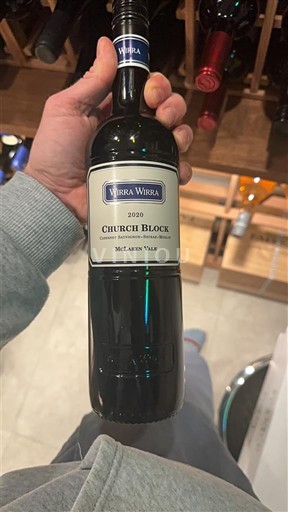 WIRRA
WIRRA WIRRA
2020
CHURCH BLOCK
CABERNET SAUVIGNON-SHIRAZ-MERLOT
MCLAREN VALE
VINTOU